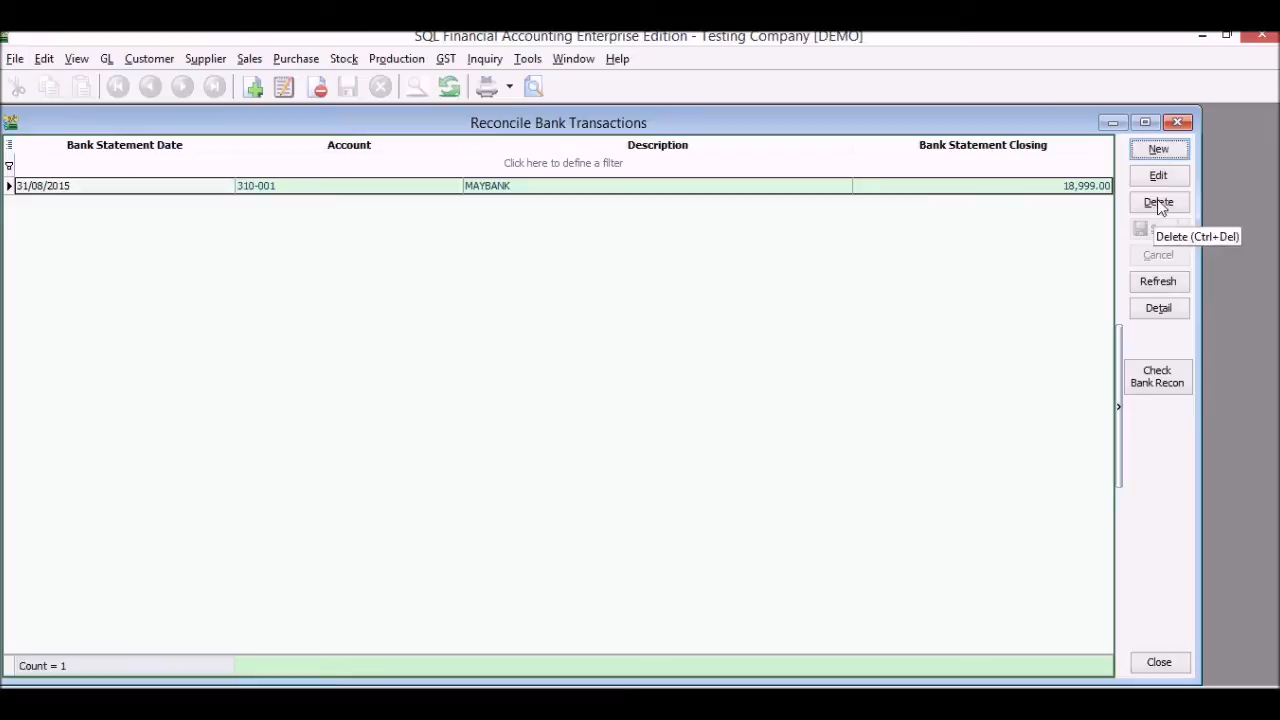 SQL Financial Accounting Enterprise Edition - Testing Company [DEMO]
File Edit View GL Customer Supplier Sales Purchase Stock Production GST Inquiry Tools Window Help
Reconcile Bank Transactions
Bank Statement Date Account Description Bank Statement Closing
Click here to define a filter
31/08/2015 310-001 MAYBANK 18,999.00
New
Edit
Delete
Delete (Ctrl+Del)
Cancel
Refresh
Detail
Check
Bank Recon
Count = 1
Close